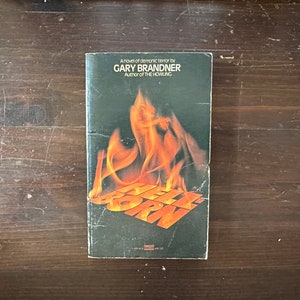 A novel of demonic terror by
GARY BRANDNER
Author of THE HOWLING
HELL-
BORN